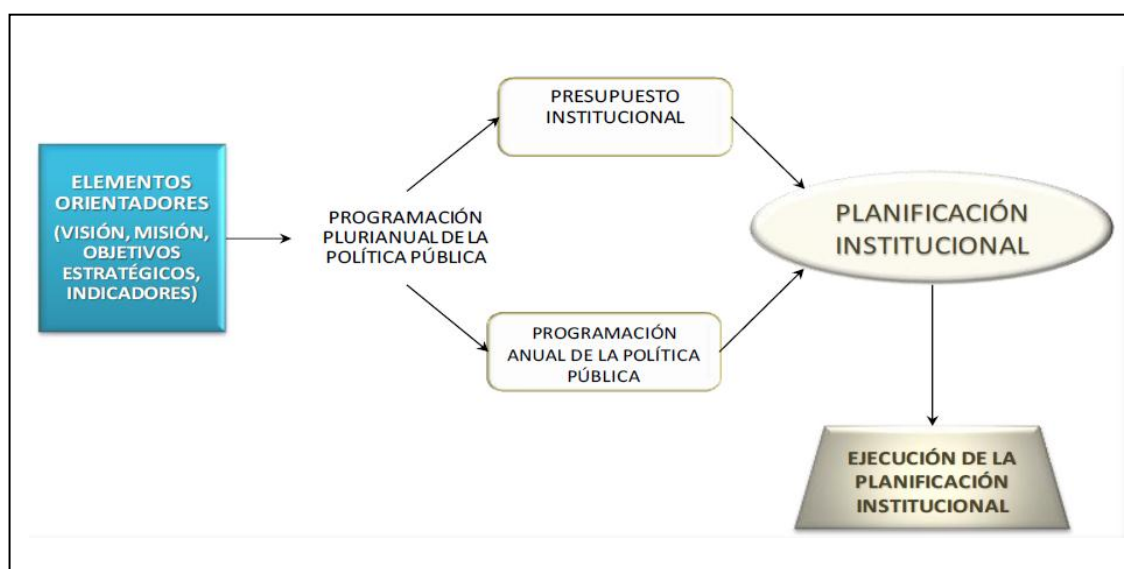 ELEMENTOS
ORIENTADORES
(VISIÓN, MISIÓN,
OBJETIVOS
ESTRATÉGICOS,
INDICADORES)
PROGRAMACIÓN
PLURIANUAL DE LA
POLÍTICA PÚBLICA
PRESUPUESTO
INSTITUCIONAL
PROGRAMACIÓN
ANUAL DE LA POLÍTICA
PÚBLICA
PLANIFICACIÓN
INSTITUCIONAL
EJECUCIÓN DE LA
PLANIFICACIÓN
INSTITUCIONAL